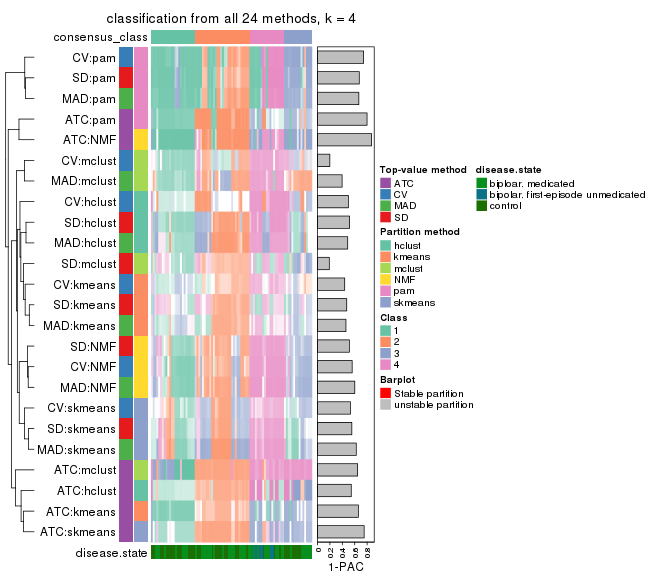 classification from all 24 methods, k = 4
consensus_class
CV:pam
SD:pam
MAD:pam
ATC:pam
ATC:NMF
CV:mclust
MAD:mclust
CV:hclust
SD:hclust
MAD:hclust
SD:mclust
CV:kmeans
SD:kmeans
MAD:kmeans
SD:NMF
CV:NMF
MAD:NMF
CV:skmeans
SD:skmeans
MAD:skmeans
ATC:mclust
ATC:hclust
ATC:kmeans
ATC:skmeans
disease.state
0 0.2 0.4 0.6 0.8
1-PAC
Top-value method
ATC
CV
MAD
SD
Partition method
hclust
kmeans
mclust
NMF
pam
skmeans
Class
1
2
3
4
Barplot
Stable partition
unstable partition
disease.state
biploar. medicated
bipolar. first-episode unmedicated
control